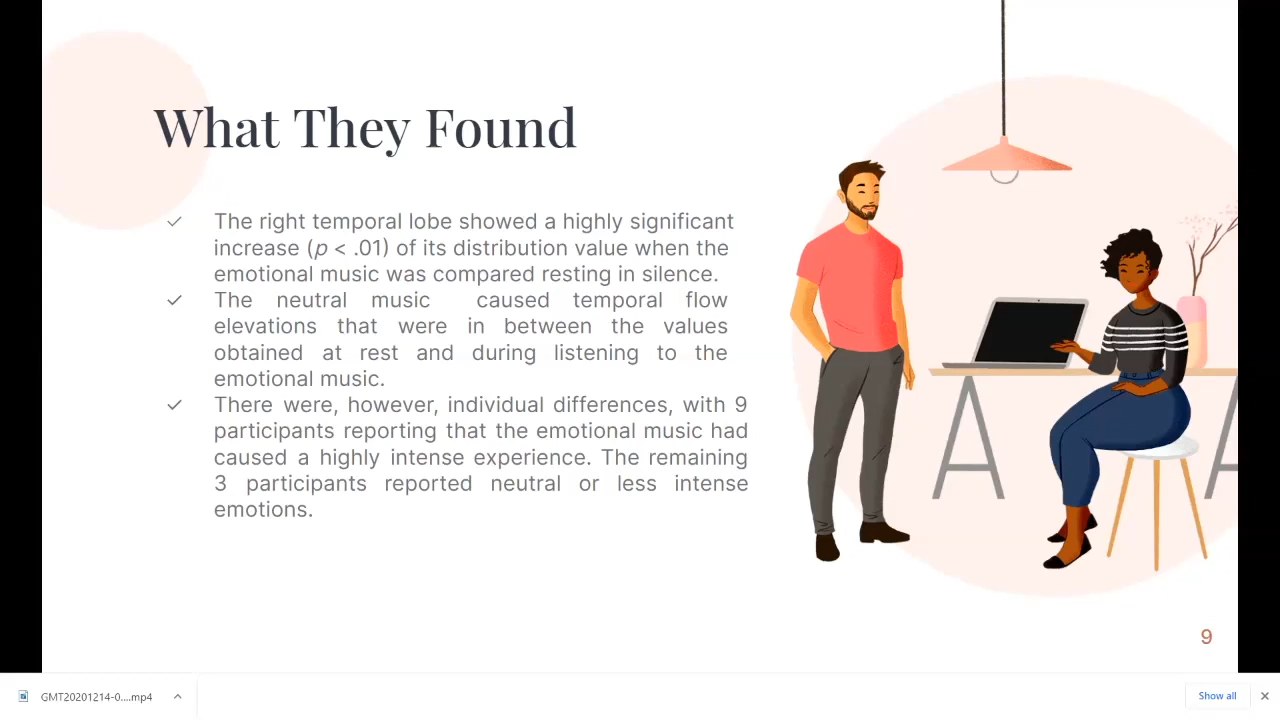 What They Found
✓ The right temporal lobe showed a highly significant
increase (p < .01) of its distribution value when the
emotional music was compared resting in silence.
✓ The neutral music caused temporal flow
elevations that were in between the values
obtained at rest and during listening to the
emotional music.
✓ There were, however, individual differences, with 9
participants reporting that the emotional music had
caused a highly intense experience. The remaining
3 participants reported neutral or less intense
emotions.
9
GMT20201214-0....mp4
Show all